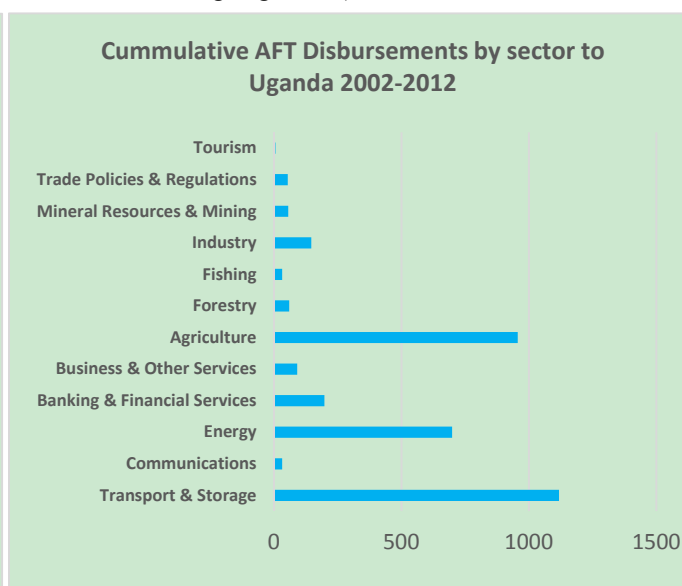 Cummulative AFT Disbursements by sector to
Uganda 2002-2012
Tourism
Trade Policies & Regulations
Mineral Resources & Mining
Industry
Fishing
Forestry
Agriculture
Business & Other Services
Banking & Financial Services
Energy
Communications
Transport & Storage
0 500 1000 1500